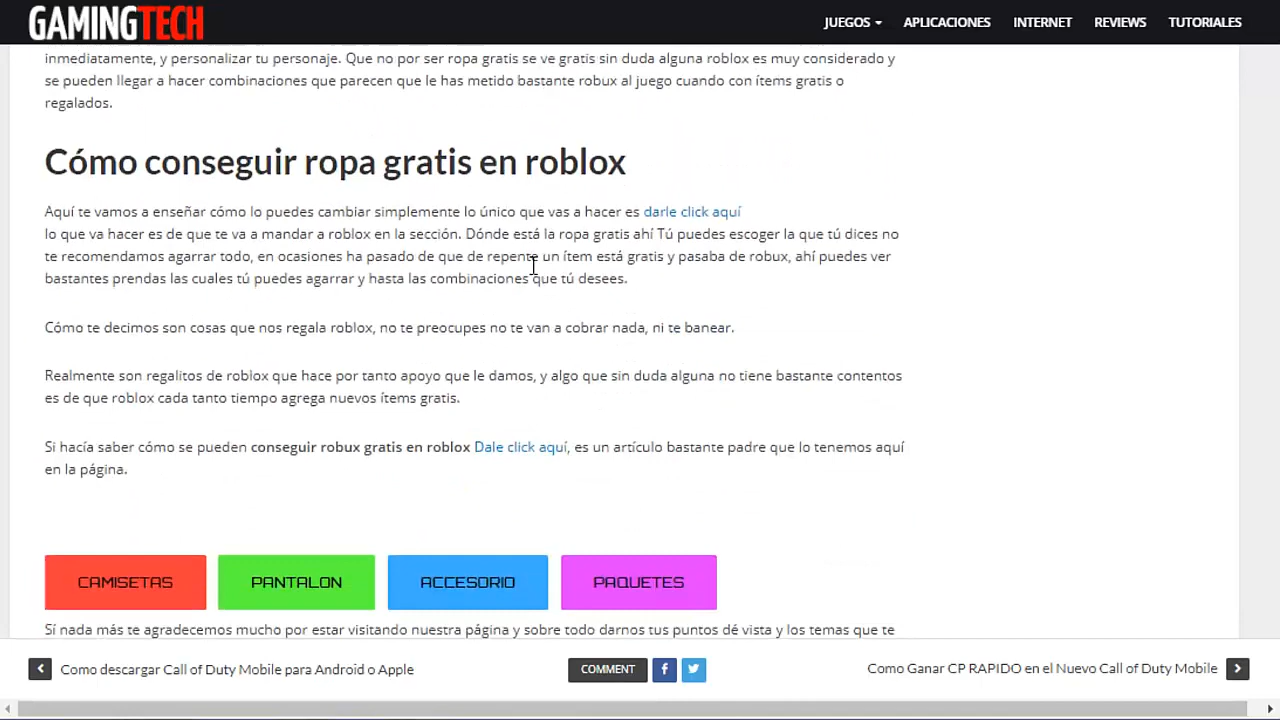 GAMINGTECH
JUEGOS APLICACIONES INTERNET REVIEWS TUTORIALES
inmediatamente, y personalizar tu personaje. Que no por ser ropa gratis se ve gratis sin duda alguna roblox es muy considerado y
se pueden llegar a hacer combinaciones que parecen que le has metido bastante robux al juego cuando con ítems gratis o
regalados.
Cómo conseguir ropa gratis en roblox
Aquí te vamos a enseñar cómo lo puedes cambiar simplemente lo único que vas a hacer es darle click aquí
lo que va hacer es de que te va a mandar a roblox en la sección. Dónde está la ropa gratis ahí Tú puedes escoger la que tú dices no
te recomendamos agarrar todo, en ocasiones ha pasado de que de repente un ítem está gratis y pasaba de robux, ahí puedes ver
bastantes prendas las cuales tú puedes agarrar y hasta las combinaciones que tú desees.
Cómo te decimos son cosas que nos regala roblox, no te preocupes no te van a cobrar nada, ni te banear.
Realmente son regalitos de roblox que hace por tanto apoyo que le damos, y algo que sin duda alguna no tiene bastante contentos
es de que roblox cada tanto tiempo agrega nuevos ítems gratis.
Si hacía saber cómo se pueden conseguir robux gratis en roblox Dale click aquí, es un artículo bastante padre que lo tenemos aquí
en la página.
CAMISETAS PANTALON ACCESORIO PAQUETES
Sí nada más te agradecemos mucho por estar visitando nuestra página y sobre todo darnos tus puntos dé vista y los temas que te
Como descargar Call of Duty Mobile para Android o Apple COMMENT Como Ganar CP RAPIDO en el Nuevo Call of Duty Mobile